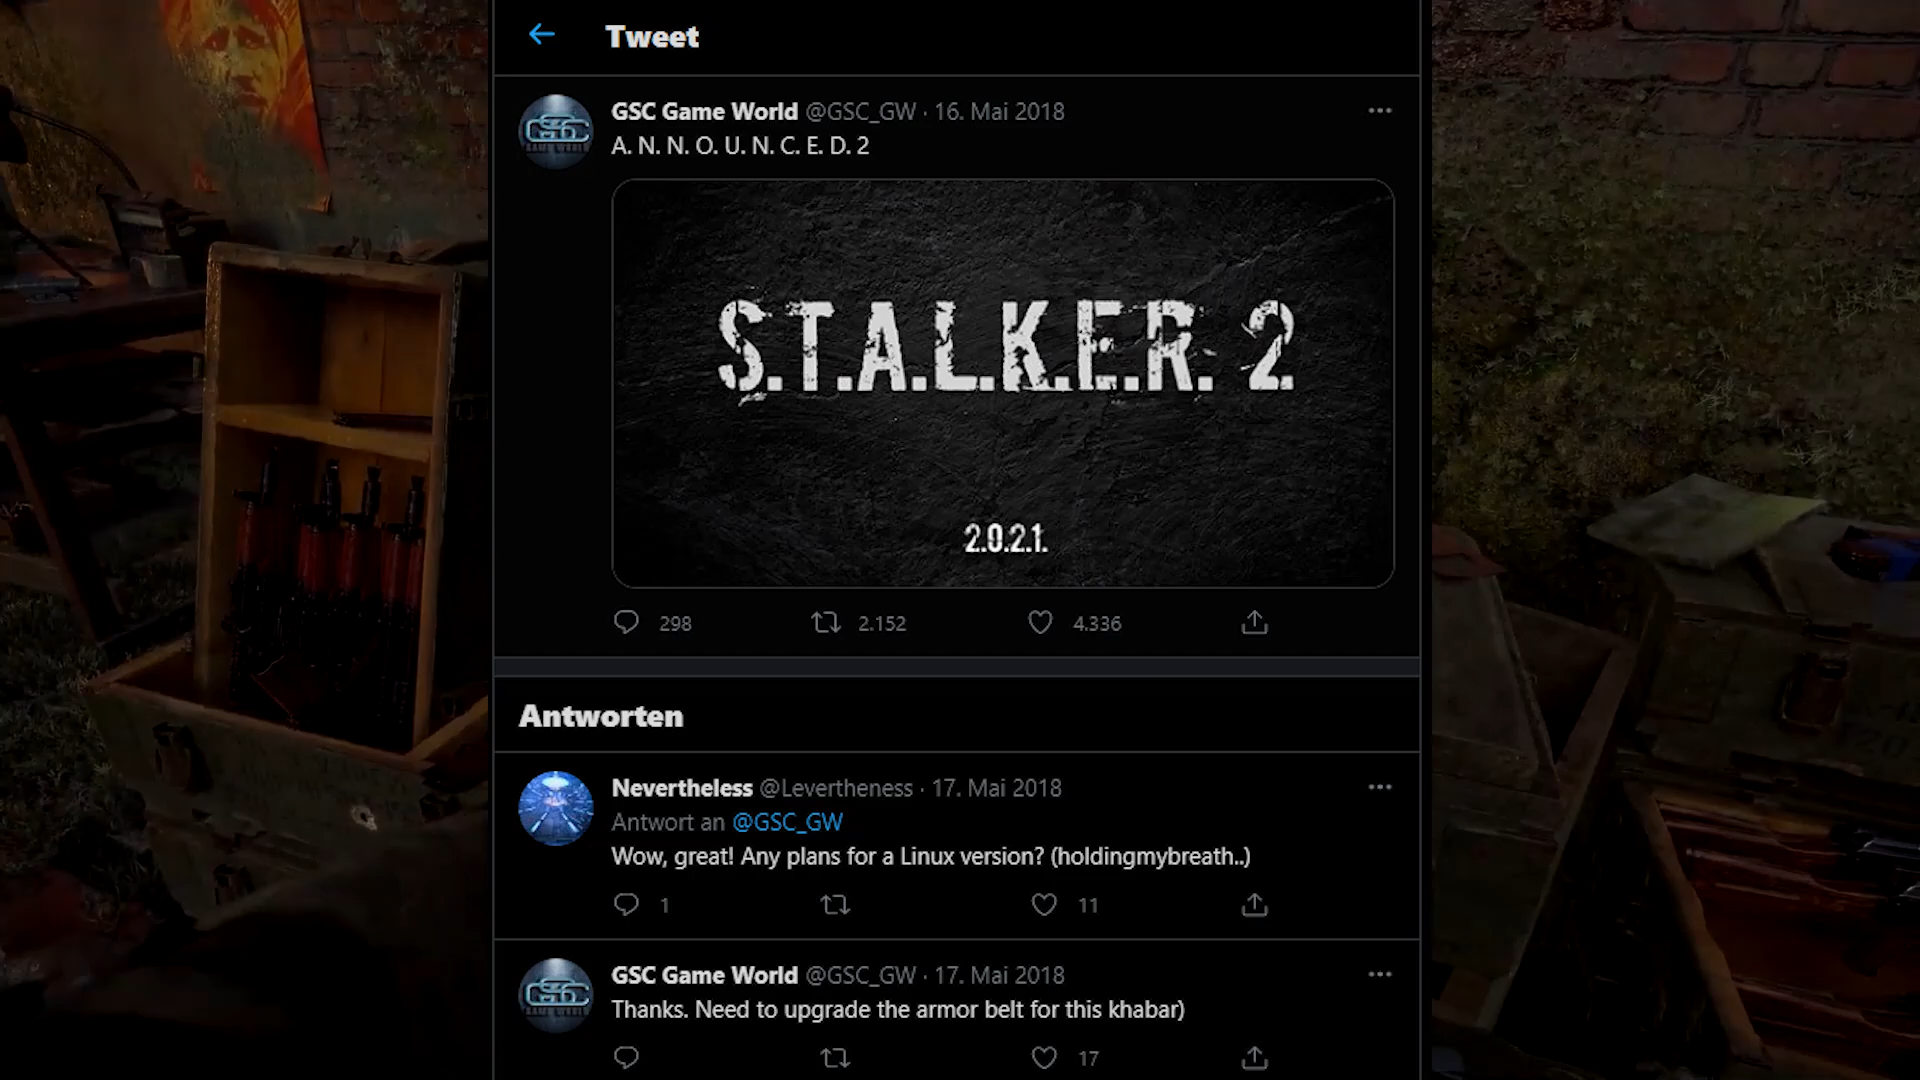 Tweet
GSC Game World @GSC_GW · 16. Mai 2018
A. N. N. O. U. N. C. E. D. 2
S.T.A.L.K.E.R. 2
2.0.2.1.
298 2.152 4.336
Antworten
Nevertheless @Levertheness · 17. Mai 2018
Antwort an @GSC_GW
Wow, great! Any plans for a Linux version? (holdingmybreath..)
1 11
GSC Game World @GSC_GW · 17. Mai 2018
Thanks. Need to upgrade the armor belt for this khabar)
17